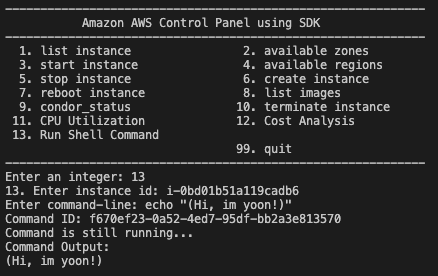 ------------------------------------------------------------
Amazon AWS Control Panel using SDK
------------------------------------------------------------
1. list instance 2. available zones
3. start instance 4. available regions
5. stop instance 6. create instance
7. reboot instance 8. list images
9. condor_status 10. terminate instance
11. CPU Utilization 12. Cost Analysis
13. Run Shell Command
99. quit
------------------------------------------------------------
Enter an integer: 13
13. Enter instance id: i-0bd01b51a119cadb6
Enter command-line: echo "(Hi, im yoon!)"
Command ID: f670ef23-0a52-4ed7-95df-bb2a3e813570
Command is still running...
Command Output:
(Hi, im yoon!)